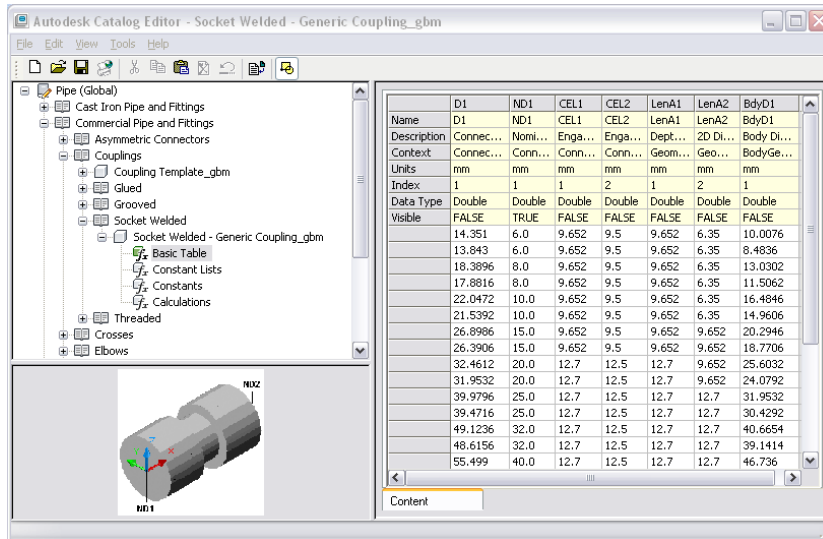 Autodesk Catalog Editor - Socket Welded - Generic Coupling_gbm
File Edit View Tools Help
Pipe (Global)
Cast Iron Pipe and Fittings
Commercial Pipe and Fittings
Asymmetric Connectors
Couplings
Coupling Template_gbm
Glued
Grooved
Socket Welded
Socket Welded - Generic Coupling_gbm
Basic Table
Constant Lists
Constants
Calculations
Threaded
Crosses
Elbows
ND2
Z
Y
X
ND1
D1 ND1 CEL1 CEL2 LenA1 LenA2 BdyD1
Name D1 ND1 CEL1 CEL2 LenA1 LenA2 BdyD1
Description Connec... Nomi... Enga... Enga... Dept... 2D Di... Body Di...
Context Connec... Conn... Conn... Conn... Geom... Geo... BodyGe...
Units mm mm mm mm mm mm mm
Index 1 1 1 2 1 2 1
Data Type Double Double Double Double Double Double Double
Visible FALSE TRUE FALSE FALSE FALSE FALSE FALSE
14.351 6.0 9.652 9.5 9.652 6.35 10.0076
13.843 6.0 9.652 9.5 9.652 6.35 8.4836
18.3896 8.0 9.652 9.5 9.652 6.35 13.0302
17.8816 8.0 9.652 9.5 9.652 6.35 11.5062
22.0472 10.0 9.652 9.5 9.652 6.35 16.4846
21.5392 10.0 9.652 9.5 9.652 6.35 14.9606
26.8986 15.0 9.652 9.5 9.652 9.652 20.2946
26.3906 15.0 9.652 9.5 9.652 9.652 18.7706
32.4612 20.0 12.7 12.5 12.7 9.652 25.6032
31.9532 20.0 12.7 12.5 12.7 9.652 24.0792
39.9796 25.0 12.7 12.5 12.7 12.7 31.9532
39.4716 25.0 12.7 12.5 12.7 12.7 30.4292
49.1236 32.0 12.7 12.5 12.7 12.7 40.6654
48.6156 32.0 12.7 12.5 12.7 12.7 39.1414
55.499 40.0 12.7 12.5 12.7 12.7 46.736
Content